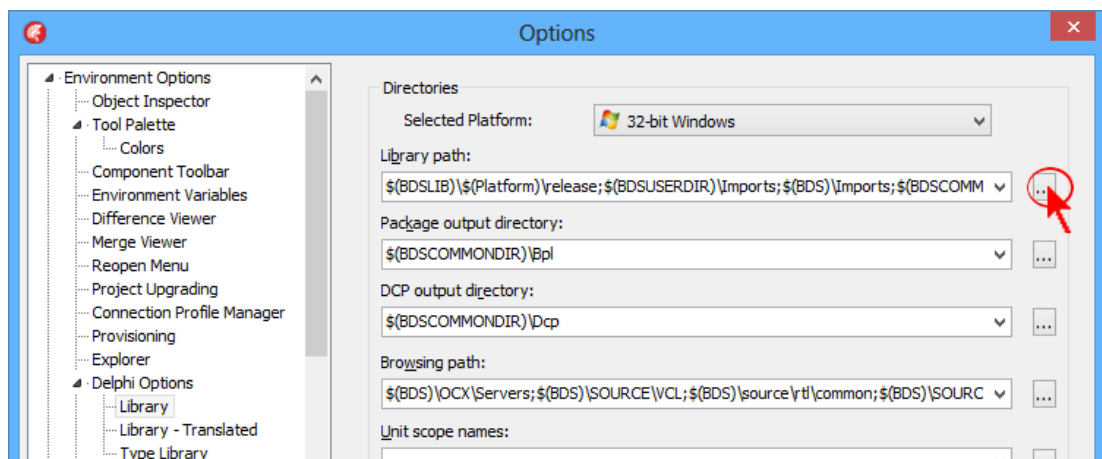 Options
Environment Options
Object Inspector
Tool Palette
Colors
Component Toolbar
Environment Variables
Difference Viewer
Merge Viewer
Reopen Menu
Project Upgrading
Connection Profile Manager
Provisioning
Explorer
Delphi Options
Library
Library - Translated
Type Library
Directories
Selected Platform:
32-bit Windows
Library path:
$(BDSLIB)\$(Platform)\release;$(BDSUSERDIR)\Imports;$(BDS)\Imports;$(BDSCOMM
...
Package output directory:
$(BDSCOMMONDIR)\Bpl
...
DCP output directory:
$(BDSCOMMONDIR)\Dcp
...
Browsing path:
$(BDS)\OCX\Servers;$(BDS)\SOURCE\VCL;$(BDS)\source\rtl\common;$(BDS)\SOURC
...
Unit scope names: